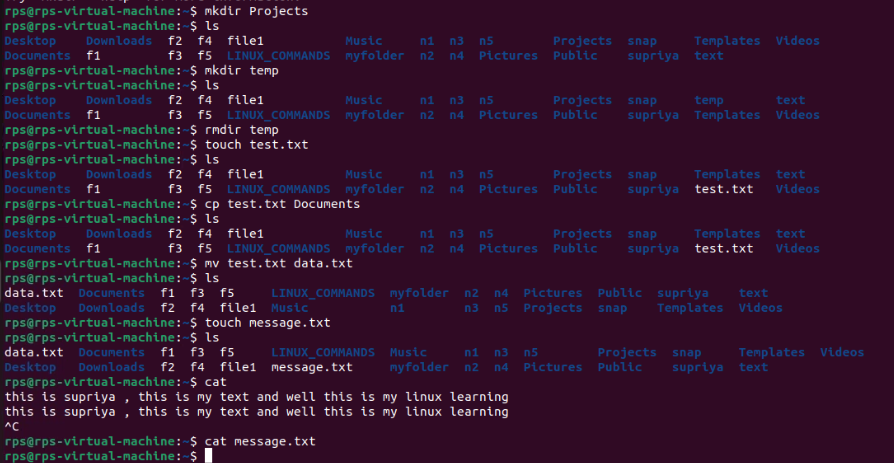 rps@rps-virtual-machine:~$ mkdir Projects
rps@rps-virtual-machine:~$ ls
Desktop Downloads f2 f4 file1 Music n1 n3 n5 Projects snap Templates Videos
Documents f1 f3 f5 LINUX_COMMANDS myfolder n2 n4 Pictures Public supriya text
rps@rps-virtual-machine:~$ mkdir temp
rps@rps-virtual-machine:~$ ls
Desktop Downloads f2 f4 file1 Music n1 n3 n5 Projects snap temp text
Documents f1 f3 f5 LINUX_COMMANDS myfolder n2 n4 Pictures Public supriya Templates Videos
rps@rps-virtual-machine:~$ rmdir temp
rps@rps-virtual-machine:~$ touch test.txt
rps@rps-virtual-machine:~$ ls
Desktop Downloads f2 f4 file1 Music n1 n3 n5 Projects snap Templates text
Documents f1 f3 f5 LINUX_COMMANDS myfolder n2 n4 Pictures Public supriya test.txt Videos
rps@rps-virtual-machine:~$ cp test.txt Documents
rps@rps-virtual-machine:~$ ls
Desktop Downloads f2 f4 file1 Music n1 n3 n5 Projects snap Templates text
Documents f1 f3 f5 LINUX_COMMANDS myfolder n2 n4 Pictures Public supriya test.txt Videos
rps@rps-virtual-machine:~$ mv test.txt data.txt
rps@rps-virtual-machine:~$ ls
data.txt Documents f1 f3 f5 LINUX_COMMANDS myfolder n2 n4 Pictures Public supriya text
Desktop Downloads f2 f4 file1 Music n1 n3 n5 Projects snap Templates Videos
rps@rps-virtual-machine:~$ touch message.txt
rps@rps-virtual-machine:~$ ls
data.txt Documents f1 f3 f5 LINUX_COMMANDS Music n1 n3 n5 Projects snap Templates Videos
Desktop Downloads f2 f4 file1 message.txt myfolder n2 n4 Pictures Public supriya text
rps@rps-virtual-machine:~$ cat
this is supriya , this is my text and well this is my linux learning
this is supriya , this is my text and well this is my linux learning
^C
rps@rps-virtual-machine:~$ cat message.txt
rps@rps-virtual-machine:~$